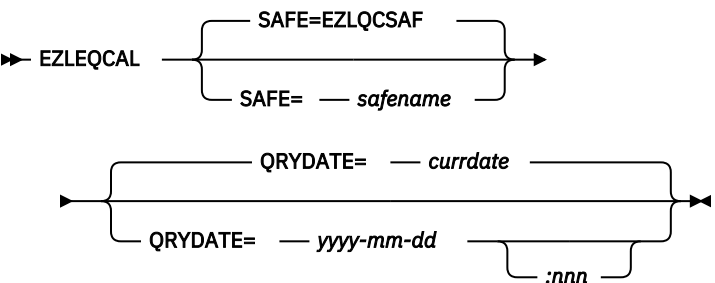 SAFE=EZLQCSAF
EZLEQCAL
SAFE= safename
QRYDATE= currdate
QRYDATE= yyyy-mm-dd
:nnn